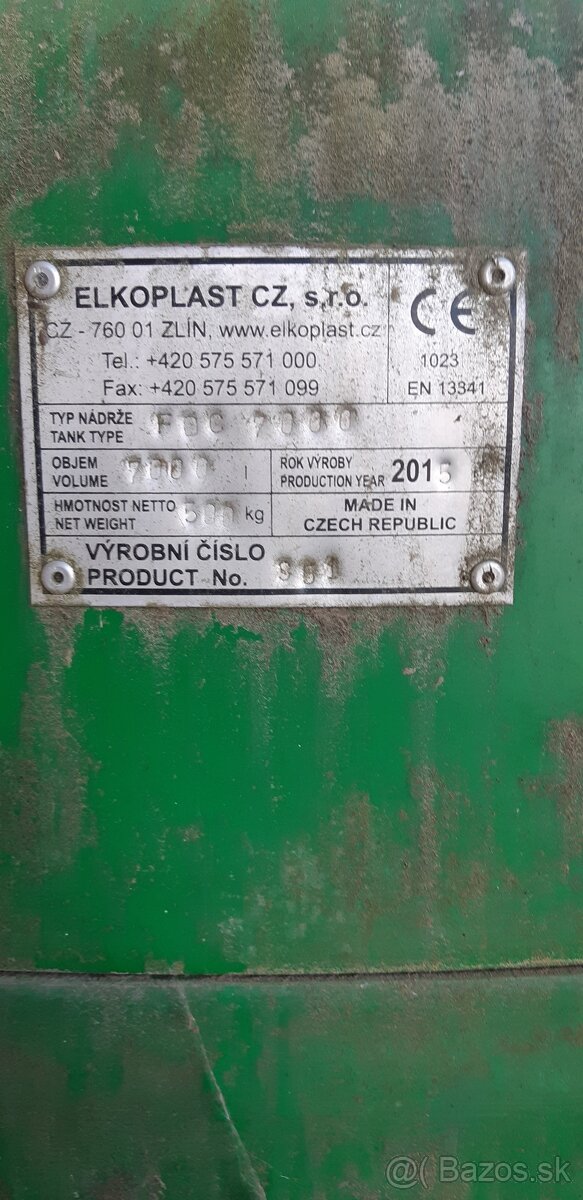 ELKOPLAST CZ, s.r.o.
CZ - 760 01 ZLÍN, www.elkoplast.cz
Tel.: +420 575 571 000
Fax: +420 575 571 099
CE
1023
EN 13341
TYP NÁDRŽE
TANK TYPE
FDC 7000
OBJEM
VOLUME
7000 l
ROK VÝROBY
PRODUCTION YEAR 2015
HMOTNOST NETTO
NET WEIGHT
kg
MADE IN
CZECH REPUBLIC
VÝROBNÍ ČÍSLO
PRODUCT No.
@ Bazos.sk